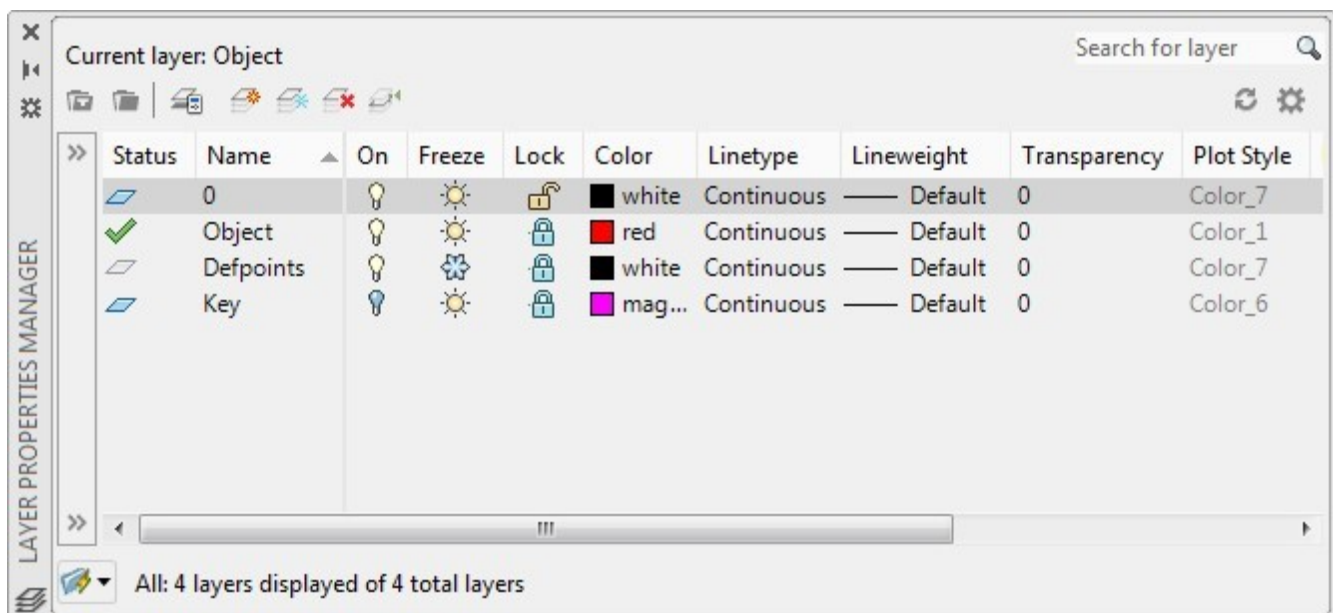 Current layer: Object
Search for layer
Status Name On Freeze Lock Color Linetype Lineweight Transparency Plot Style
0 white Continuous Default 0 Color_7
Object red Continuous Default 0 Color_1
Defpoints white Continuous Default 0 Color_7
Key mag... Continuous Default 0 Color_6
LAYER PROPERTIES MANAGER
All: 4 layers displayed of 4 total layers